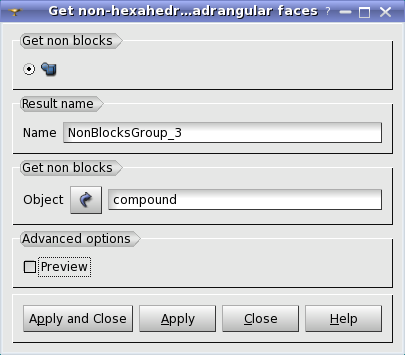 Get non-hexahedr...adrangular faces ?
Get non blocks
Result name
Name NonBlocksGroup_3
Get non blocks
Object compound
Advanced options
Preview
Apply and Close Apply Close Help